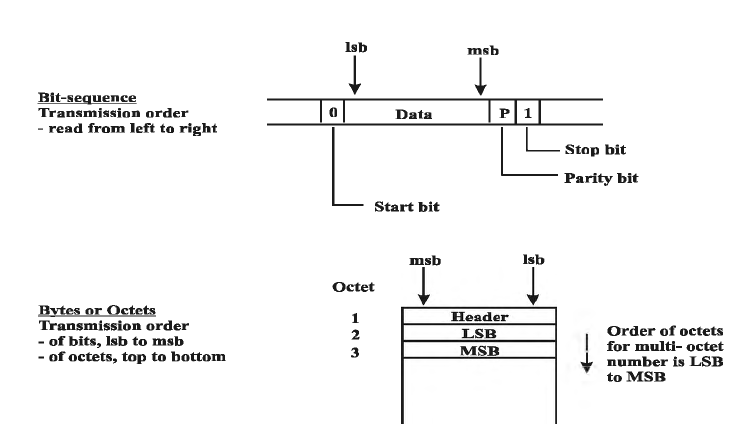 lsb
msb
Bit-sequence
Transmission order
- read from left to right
0
Data
P
1
Stop bit
Parity bit
Start bit
msb
lsb
Octet
Bytes or Octets
Transmission order
- of bits, lsb to msb
- of octets, top to bottom
1
Header
2
LSB
3
MSB
Order of octets
for multi- octet
number is LSB
to MSB